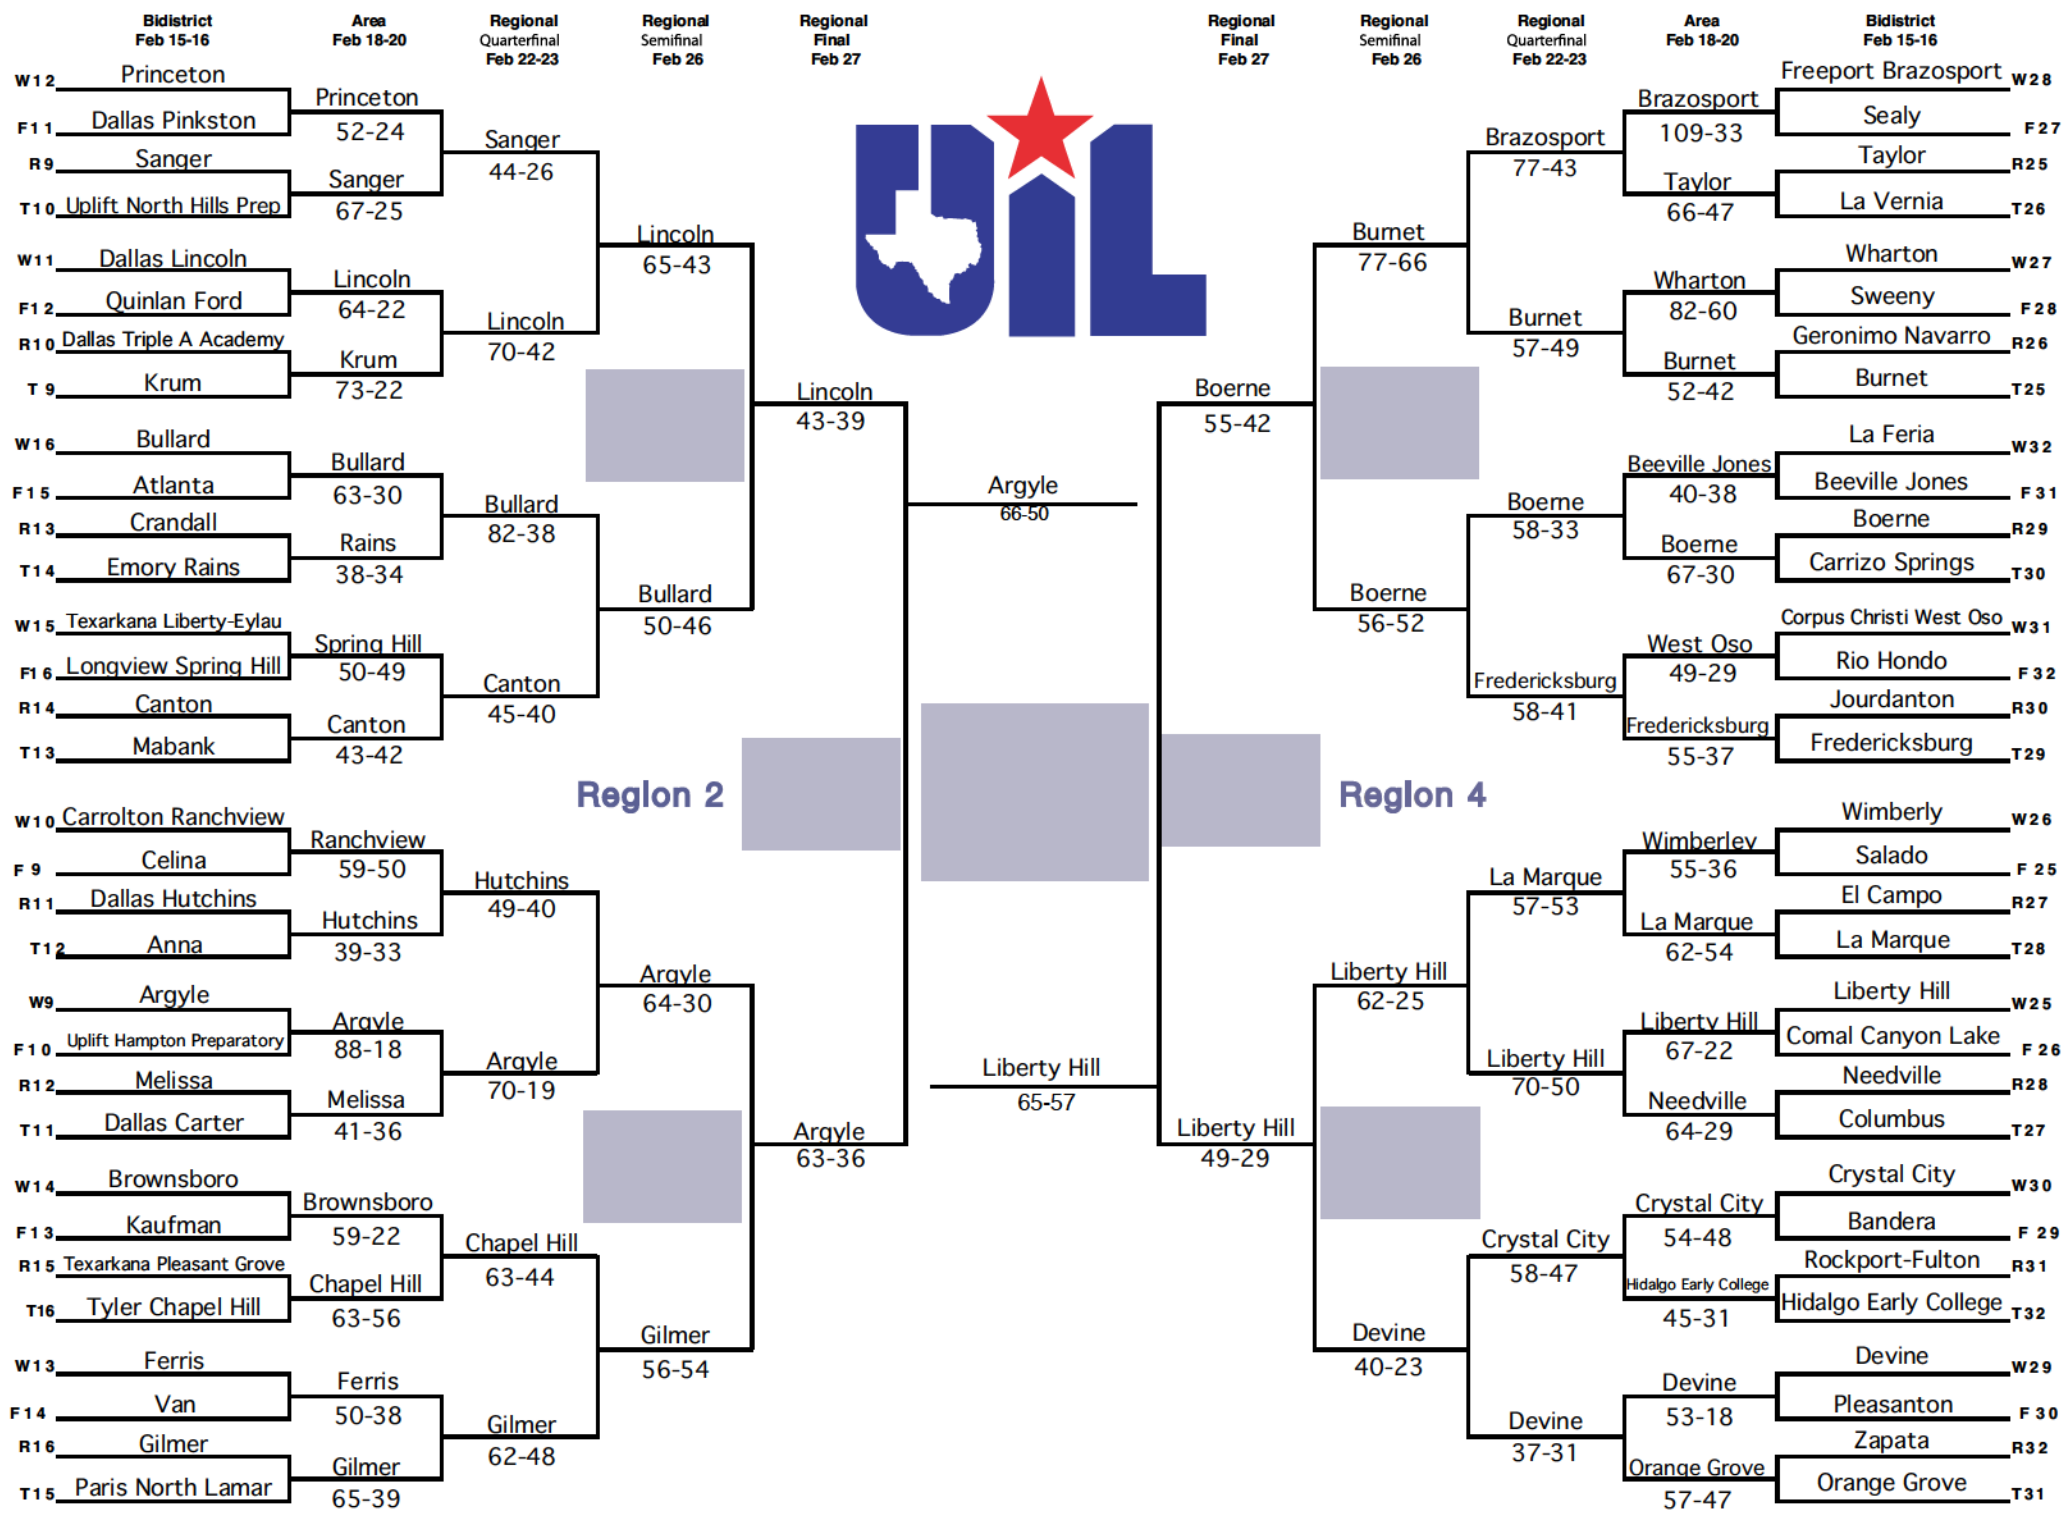 Bidistrict
Feb 15-16
Area
Feb 18-20
Regional
Quarterfinal
Feb 22-23
Regional
Semifinal
Feb 26
Regional
Final
Feb 27
Regional
Final
Feb 27
Regional
Semifinal
Feb 26
Regional
Quarterfinal
Feb 22-23
Area
Feb 18-20
Bidistrict
Feb 15-16
W12 Princeton
F11 Dallas Pinkston
R9 Sanger
T10 Uplift North Hills Prep
W11 Dallas Lincoln
F12 Quinlan Ford
R10 Dallas Triple A Academy
T 9 Krum
W16 Bullard
F15 Atlanta
R13 Crandall
T14 Emory Rains
W15 Texarkana Liberty-Eylau
F16 Longview Spring Hill
R14 Canton
T13 Mabank
W10 Carrolton Ranchview
F 9 Celina
R11 Dallas Hutchins
T12 Anna
W9 Argyle
F10 Uplift Hampton Preparatory
R12 Melissa
T11 Dallas Carter
W14 Brownsboro
F13 Kaufman
R15 Texarkana Pleasant Grove
T16 Tyler Chapel Hill
W13 Ferris
F14 Van
R16 Gilmer
T15 Paris North Lamar
Princeton
52-24
Sanger
67-25
Lincoln
64-22
Krum
73-22
Bullard
63-30
Rains
38-34
Spring Hill
50-49
Canton
43-42
Ranchview
59-50
Hutchins
39-33
Argyle
88-18
Melissa
41-36
Brownsboro
59-22
Chapel Hill
63-56
Ferris
50-38
Gilmer
65-39
Sanger
44-26
Lincoln
70-42
Bullard
82-38
Canton
45-40
Hutchins
49-40
Argyle
70-19
Chapel Hill
63-44
Gilmer
62-48
Lincoln
65-43
Bullard
50-46
Argyle
64-30
Gilmer
56-54
Region 2
Lincoln
43-39
Argyle
63-36
UIL
Argyle
66-50
Liberty Hill
65-57
Boerne
55-42
Liberty Hill
49-29
Region 4
Burnet
77-66
Boerne
56-52
Liberty Hill
62-25
Devine
40-23
Brazosport
77-43
Burnet
57-49
Boerne
58-33
Fredericksburg
58-41
La Marque
57-53
Liberty Hill
70-50
Crystal City
58-47
Devine
37-31
Brazosport
109-33
Taylor
66-47
Wharton
82-60
Burnet
52-42
Beeville Jones
40-38
Boerne
67-30
West Oso
49-29
Fredericksburg
55-37
Wimberley
55-36
La Marque
62-54
Liberty Hill
67-22
Needville
64-29
Crystal City
54-48
Hidalgo Early College
45-31
Devine
53-18
Orange Grove
57-47
Freeport Brazosport W28
Sealy F27
Taylor R25
La Vernia T26
Wharton W27
Sweeny F28
Geronimo Navarro R26
Burnet T25
La Feria W32
Beeville Jones F31
Boerne R29
Carrizo Springs T30
Corpus Christi West Oso W31
Rio Hondo F32
Jourdanton R30
Fredericksburg T29
Wimberly W26
Salado F 25
El Campo R27
La Marque T28
Liberty Hill W25
Comal Canyon Lake F 26
Needville R28
Columbus T27
Crystal City W30
Bandera F 29
Rockport-Fulton R31
Hidalgo Early College T32
Devine W29
Pleasanton F 30
Zapata R32
Orange Grove T31